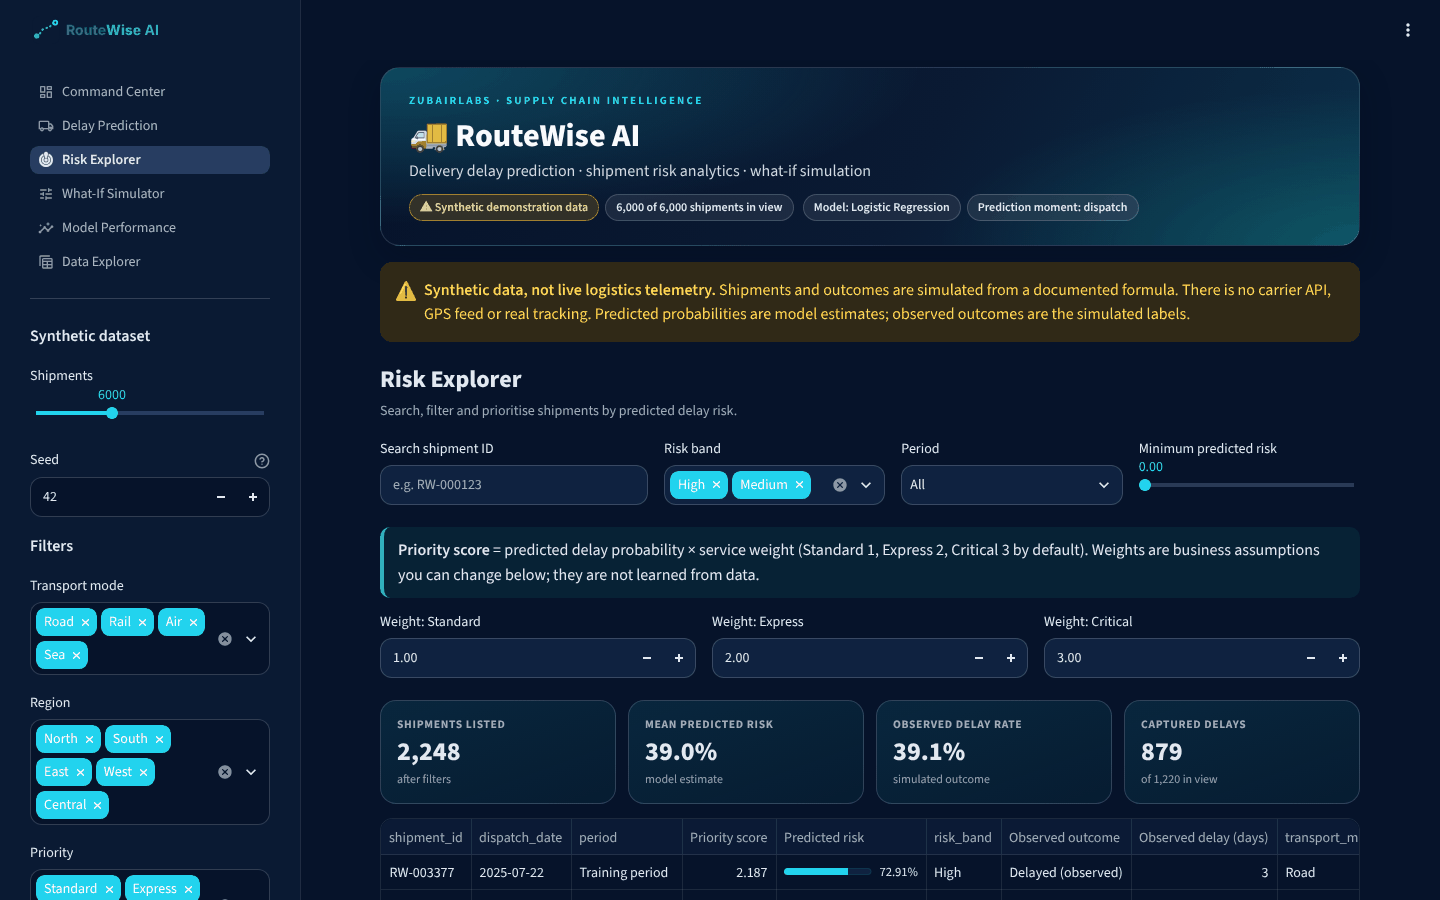 RouteWise AI
Command Center
Delay Prediction
Risk Explorer
What-If Simulator
Model Performance
Data Explorer
Synthetic dataset
Shipments
6000
Seed
42
Filters
Transport mode
Road
Rail
Air
Sea
Region
North
South
East
West
Central
Priority
Standard
Express
ZUBAIRLABS · SUPPLY CHAIN INTELLIGENCE
RouteWise AI
Delivery delay prediction · shipment risk analytics · what-if simulation
Synthetic demonstration data
6,000 of 6,000 shipments in view
Model: Logistic Regression
Prediction moment: dispatch
Synthetic data, not live logistics telemetry. Shipments and outcomes are simulated from a documented formula. There is no carrier API,
GPS feed or real tracking. Predicted probabilities are model estimates; observed outcomes are the simulated labels.
Risk Explorer
Search, filter and prioritise shipments by predicted delay risk.
Search shipment ID
e.g. RW-000123
Risk band
High
Medium
Period
All
Minimum predicted risk
0.00
Priority score = predicted delay probability × service weight (Standard 1, Express 2, Critical 3 by default). Weights are business assumptions
you can change below; they are not learned from data.
Weight: Standard
1.00
Weight: Express
2.00
Weight: Critical
3.00
SHIPMENTS LISTED
2,248
after filters
MEAN PREDICTED RISK
39.0%
model estimate
OBSERVED DELAY RATE
39.1%
simulated outcome
CAPTURED DELAYS
879
of 1,220 in view
shipment_id dispatch_date period Priority score Predicted risk risk_band Observed outcome Observed delay (days) transport_m
RW-003377 2025-07-22 Training period 2.187 72.91% High Delayed (observed) 3 Road